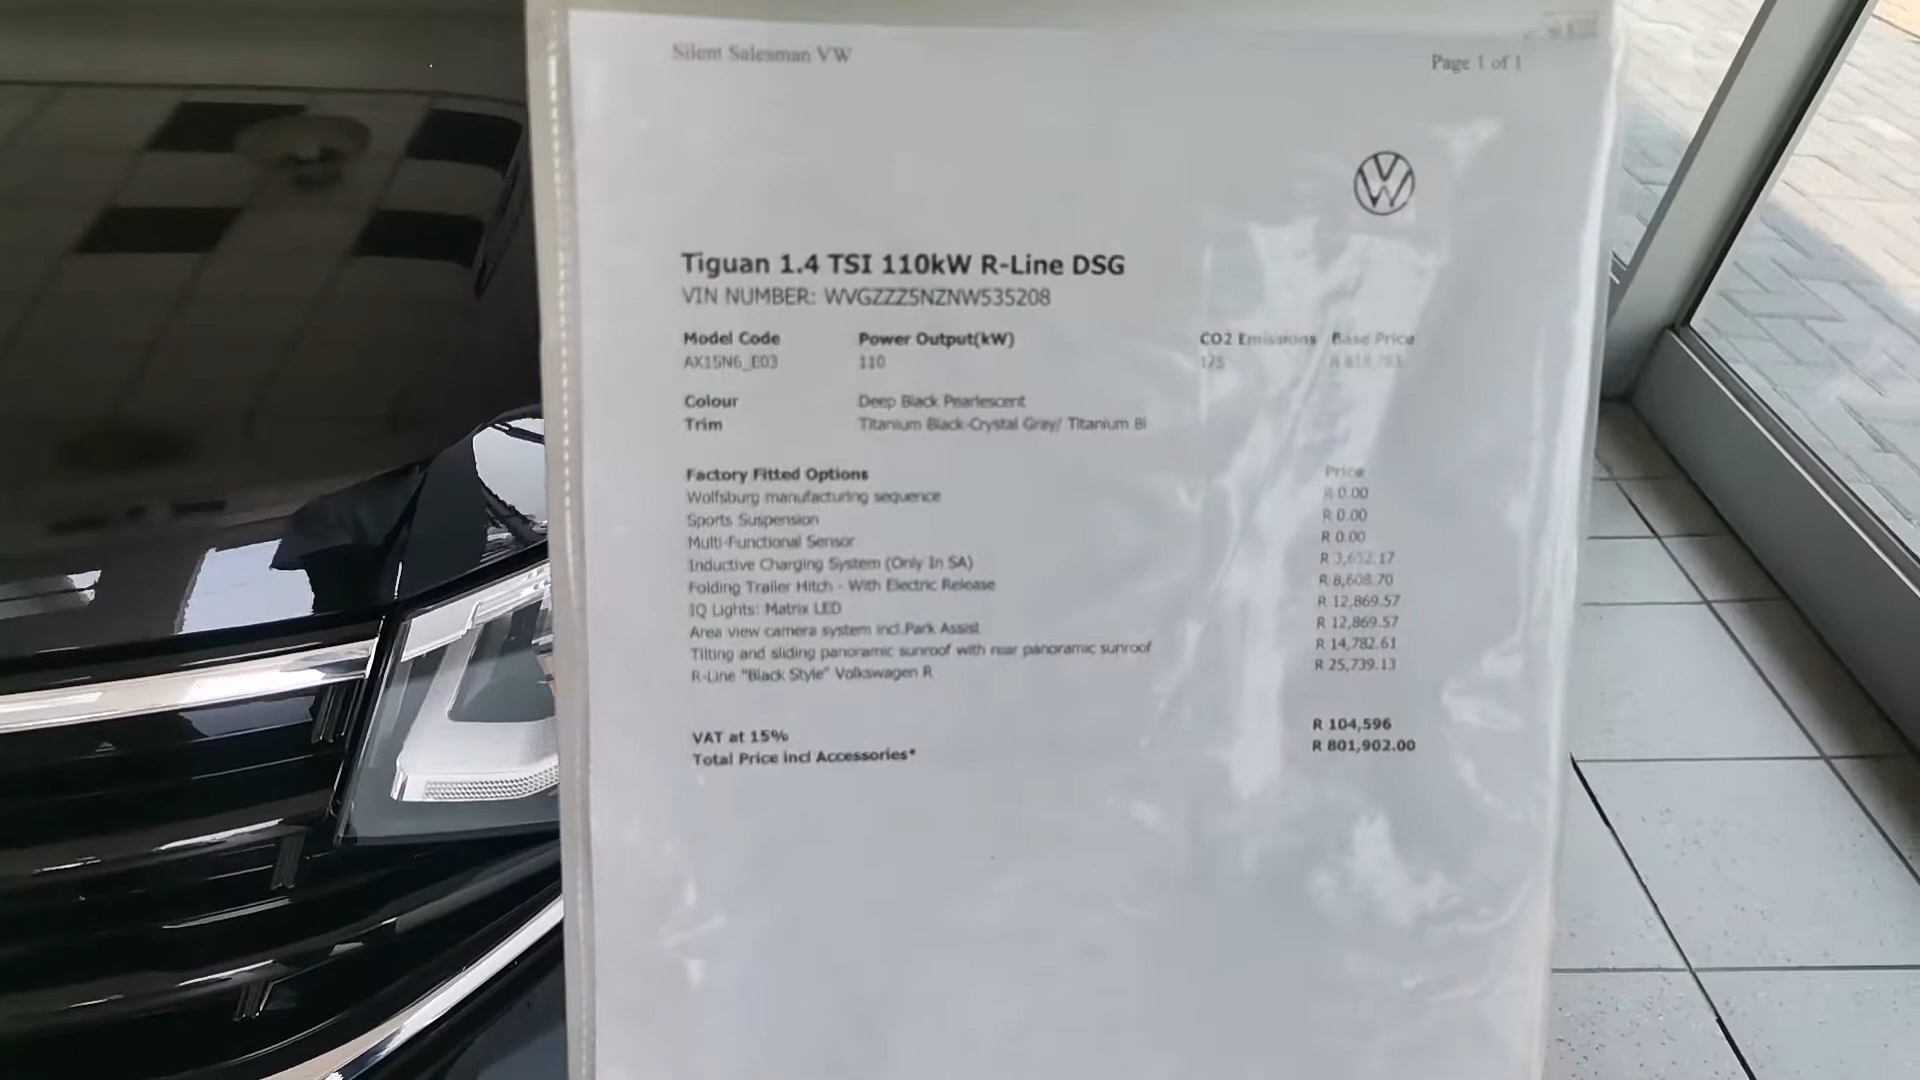 Silent Salesman VW
Page 1 of 1
Tiguan 1.4 TSI 110kW R-Line DSG
VIN NUMBER: WVGZZZ5NZNW535208
Model Code Power Output(kW) CO2 Emissions Base Price
AX15N6_E03 110 175 R
Colour Deep Black Pearlescent
Trim Titanium Black-Crystal Gray/ Titanium Bl
Factory Fitted Options Price
Wolfsburg manufacturing sequence R 0.00
Sports Suspension R 0.00
Multi-Functional Sensor R 0.00
Inductive Charging System (Only In SA) R 3,652.17
Folding Trailer Hitch - With Electric Release R 8,608.70
IQ Lights: Matrix LED R 12,869.57
Area view camera system incl.Park Assist R 12,869.57
Tilting and sliding panoramic sunroof with rear panoramic sunroof R 14,782.61
R-Line "Black Style" Volkswagen R R 25,739.13
VAT at 15% R 104,596
Total Price incl Accessories* R 801,902.00